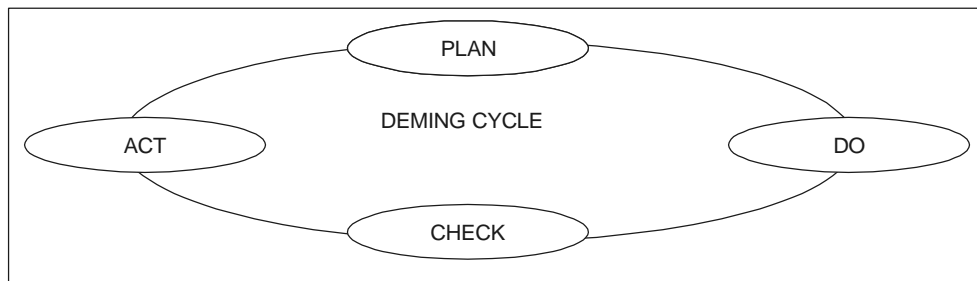 PLAN
DEMING CYCLE
ACT
DO
CHECK